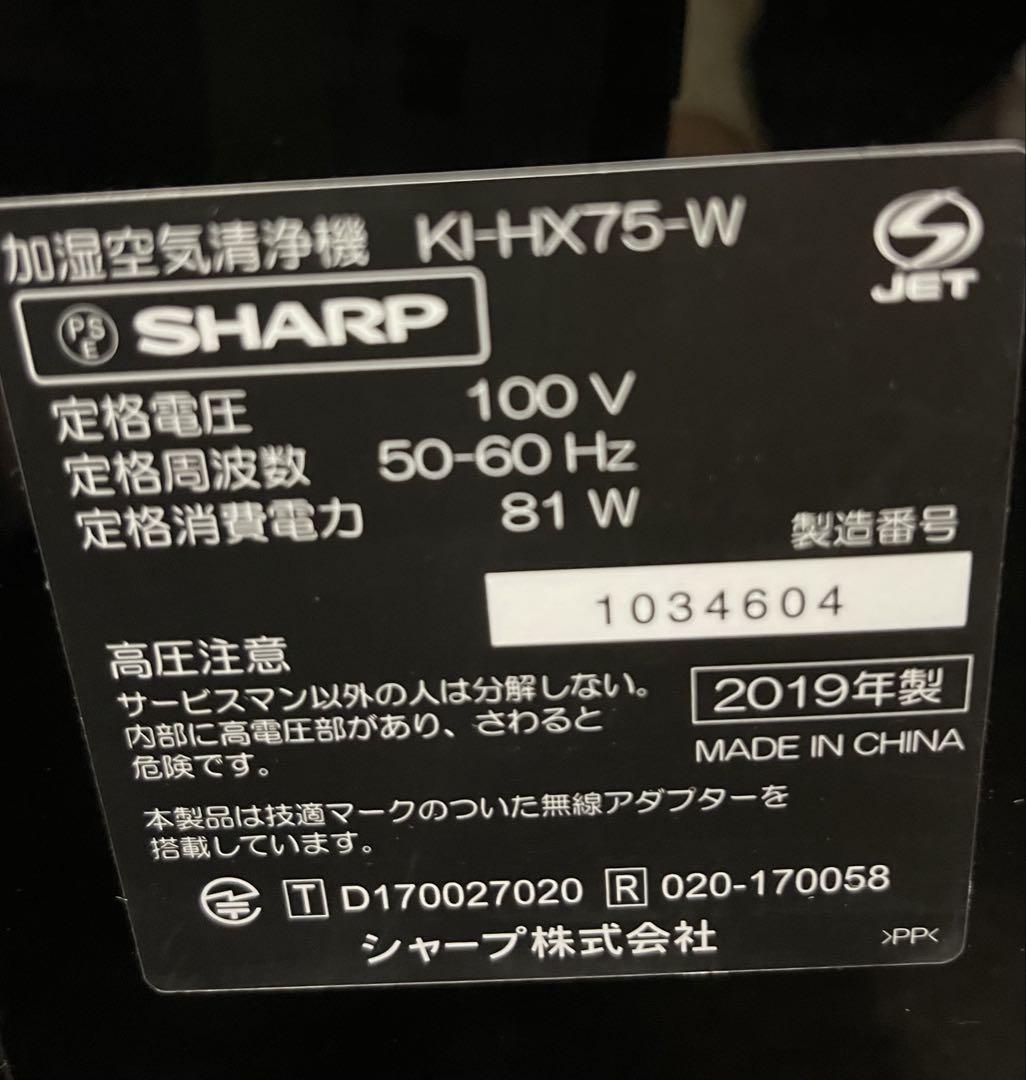 加湿空気清浄機 KI-HX75-W
JET
PSE SHARP
定格電圧 100 V
定格周波数 50-60 Hz
定格消費電力 81 W
製造番号
1034604
高圧注意
サービスマン以外の人は分解しない。
内部に高電圧部があり、さわると
危険です。
2019年製
MADE IN CHINA
本製品は技適マークのついた無線アダプターを
搭載しています。
T D170027020 R 020-170058
シャープ株式会社
>PP<